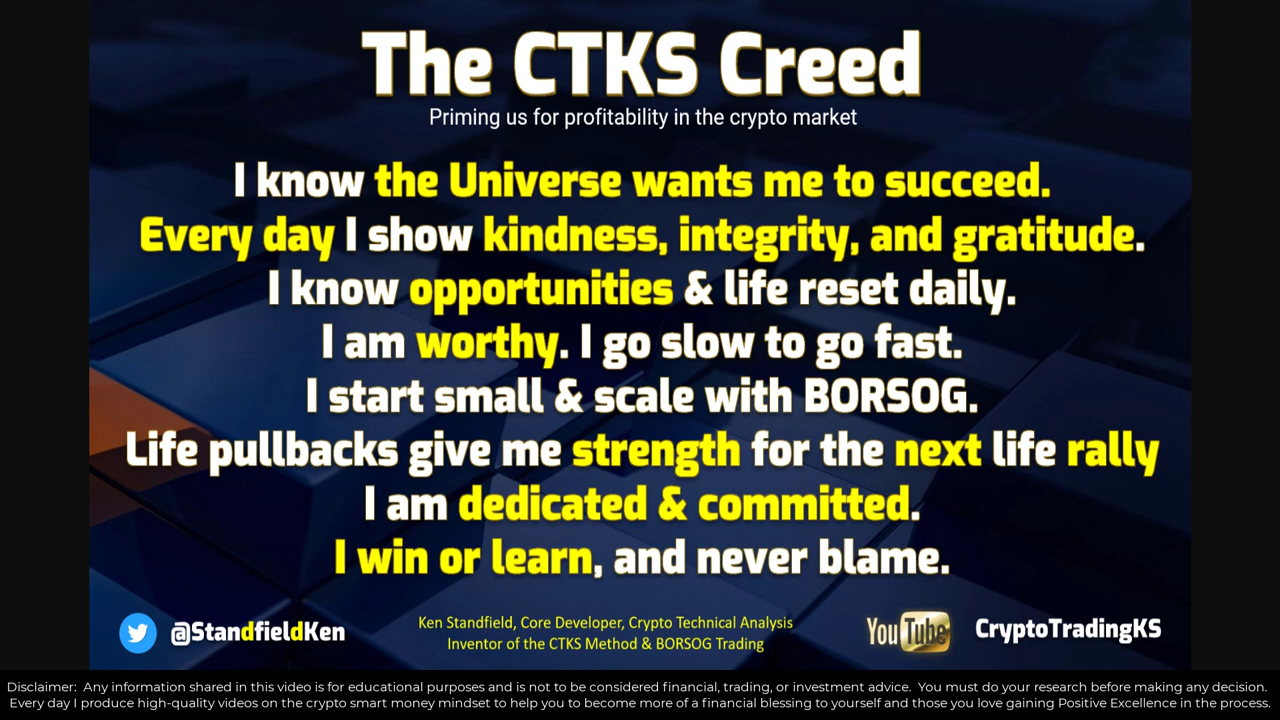 The CTKS Creed
Priming us for profitability in the crypto market
I know the Universe wants me to succeed.
Every day I show kindness, integrity, and gratitude.
I know opportunities & life reset daily.
I am worthy. I go slow to go fast.
I start small & scale with BORSOG.
Life pullbacks give me strength for the next life rally
I am dedicated & committed.
I win or learn, and never blame.
@StandfieldKen
Ken Standfield, Core Developer, Crypto Technical Analysis
Inventor of the CTKS Method & BORSOG Trading
YouTube
CryptoTradingKS
Disclaimer: Any information shared in this video is for educational purposes and is not to be considered financial, trading, or investment advice. You must do your research before making any decision.
Every day I produce high-quality videos on the crypto smart money mindset to help you to become more of a financial blessing to yourself and those you love gaining Positive Excellence in the process.